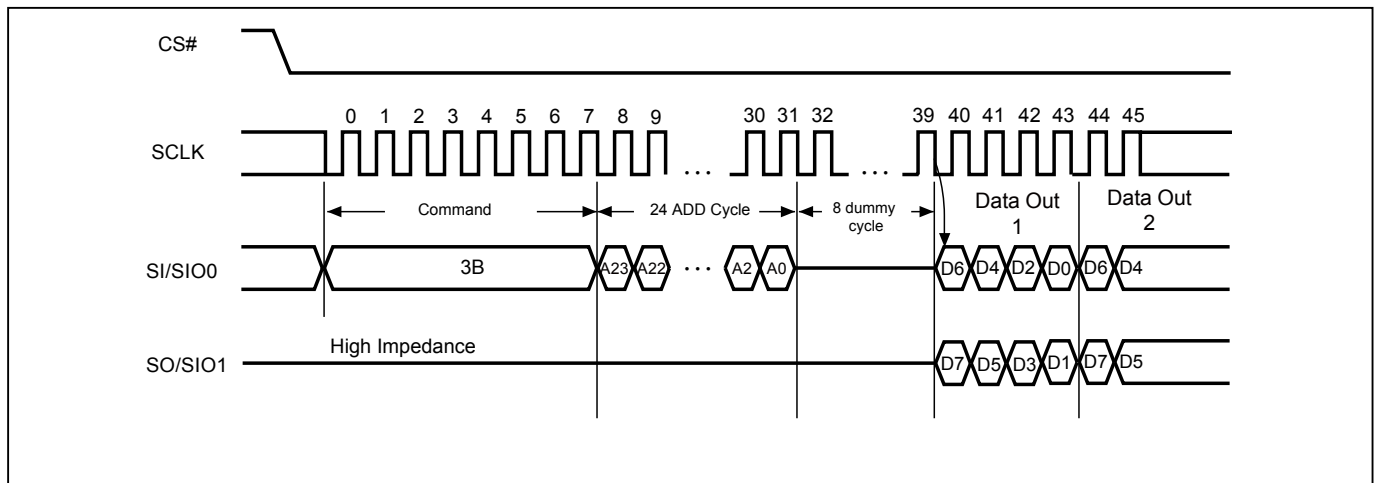 CS#
0 1 2 3 4 5 6 7 8 9 30 31 32 39 40 41 42 43 44 45
SCLK
...
...
Command
24 ADD Cycle
8 dummy
cycle
Data Out
1
Data Out
2
SI/SIO0
3B
A23 A22 ... A2 A0
D6 D4 D2 D0 D6 D4
High Impedance
SO/SIO1
D7 D5 D3 D1 D7 D5